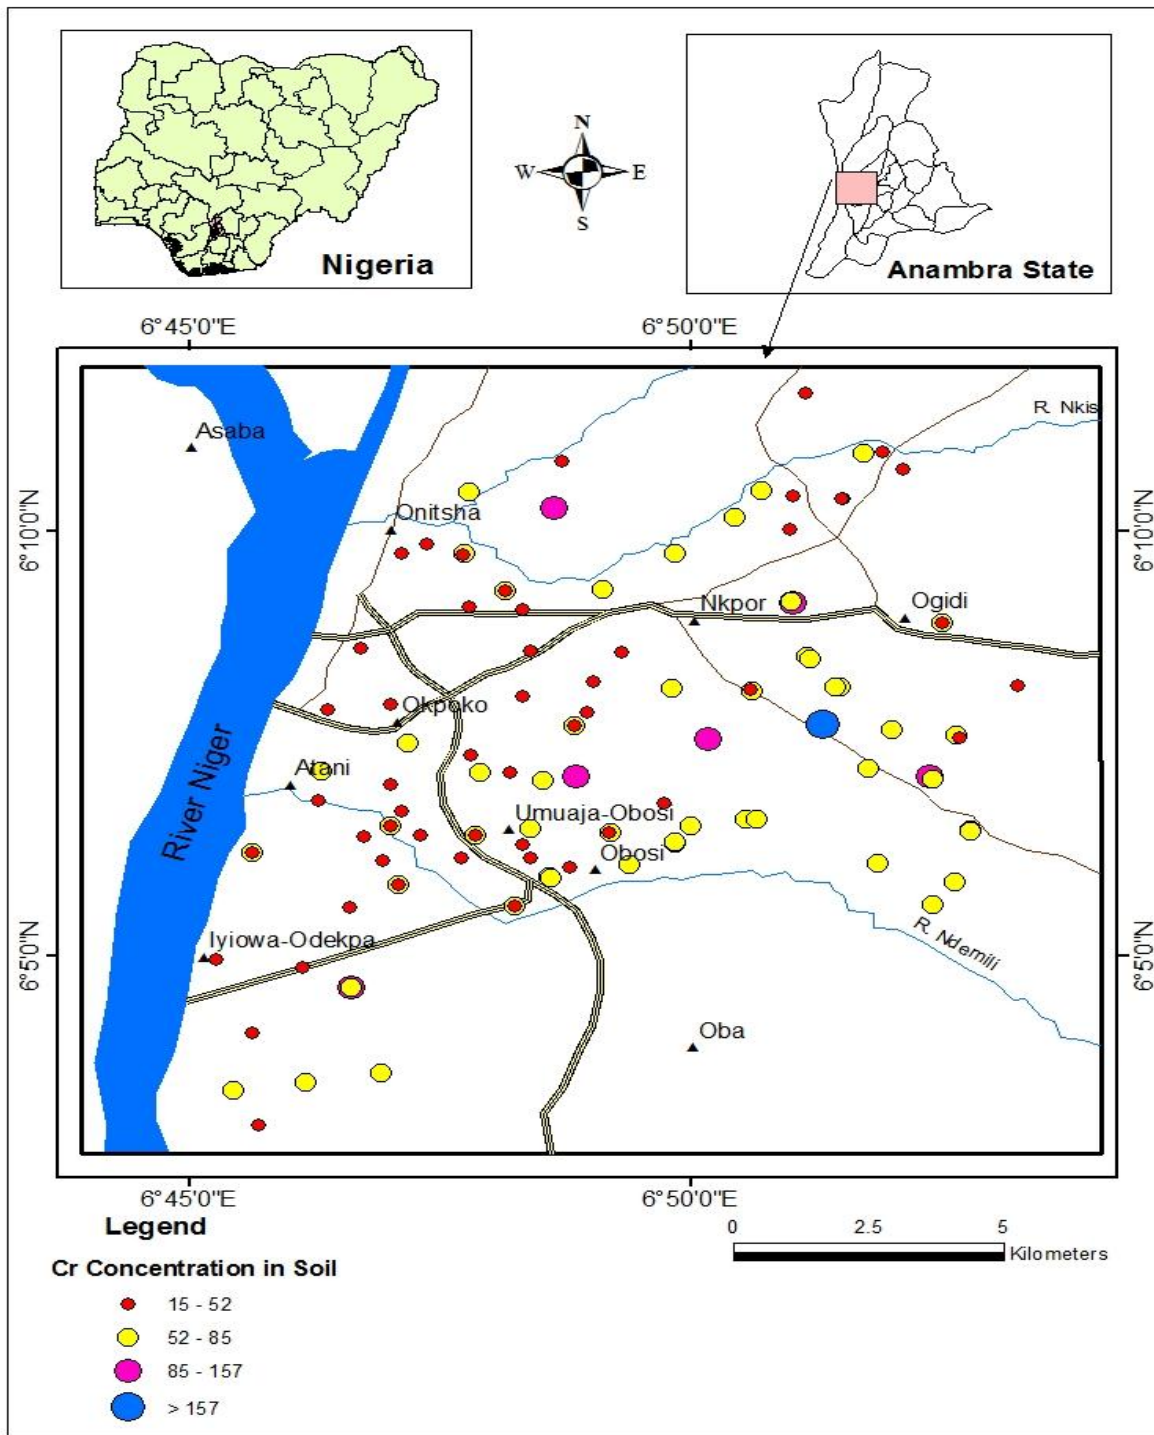 N
W E
S
Nigeria
Anambra State
6°45'0"E 6°50'0"E
R. Nkis
Asaba
Onitsha
6°10'0"N 6°10'0"N
Nkpor
Ogidi
Okpoko
River Niger
Atani
Umuaja-Obosi
Obosi
Iyiowa-Odekpa
R. Ndemili
6°5'0"N 6°5'0"N
Oba
6°45'0"E 6°50'0"E
Legend
0 2.5 5
Kilometers
Cr Concentration in Soil
15 - 52
52 - 85
85 - 157
> 157